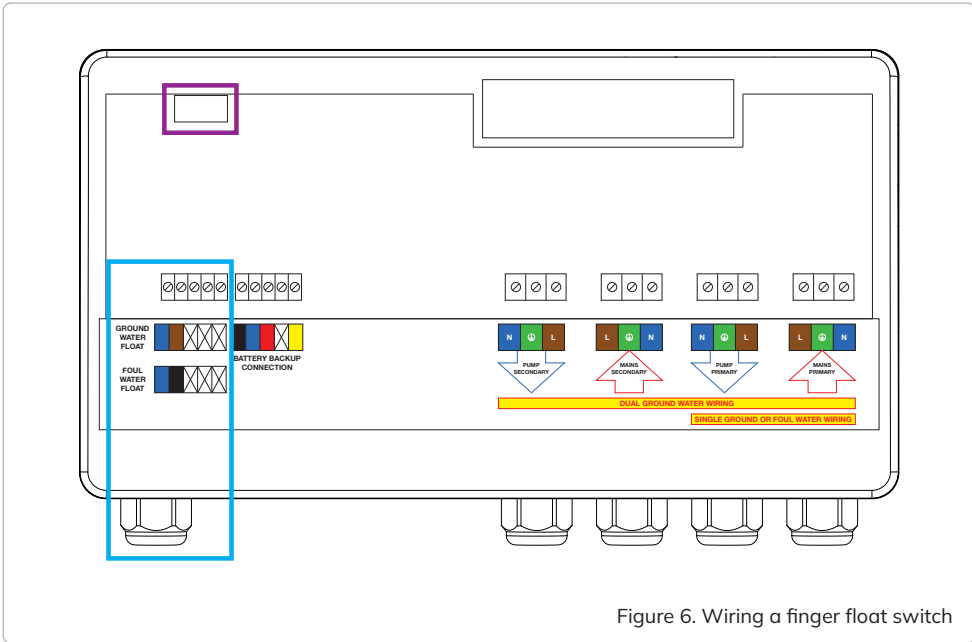 GROUND
WATER
FLOAT
FOUL
WATER
FLOAT
BATTERY BACKUP
CONNECTION
N L
L N
N L
L N
PUMP
SECONDARY
MAINS
SECONDARY
PUMP
PRIMARY
MAINS
PRIMARY
DUAL GROUND WATER WIRING
SINGLE GROUND OR FOUL WATER WIRING
Figure 6. Wiring a finger float switch